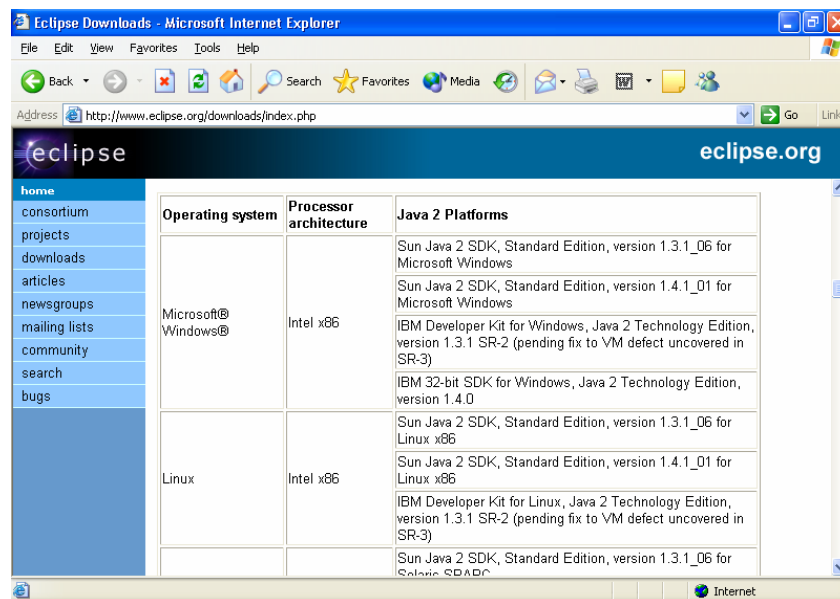 Eclipse Downloads - Microsoft Internet Explorer
File Edit View Favorites Tools Help
Back Search Favorites Media
Address http://www.eclipse.org/downloads/index.php Go Link
eclipse
eclipse.org
home
consortium
projects
downloads
articles
newsgroups
mailing lists
community
search
bugs
Operating system
Processor
architecture
Java 2 Platforms
Microsoft®
Windows®
Intel x86
Sun Java 2 SDK, Standard Edition, version 1.3.1_06 for
Microsoft Windows
Sun Java 2 SDK, Standard Edition, version 1.4.1_01 for
Microsoft Windows
IBM Developer Kit for Windows, Java 2 Technology Edition,
version 1.3.1 SR-2 (pending fix to VM defect uncovered in
SR-3)
IBM 32-bit SDK for Windows, Java 2 Technology Edition,
version 1.4.0
Linux
Intel x86
Sun Java 2 SDK, Standard Edition, version 1.3.1_06 for
Linux x86
Sun Java 2 SDK, Standard Edition, version 1.4.1_01 for
Linux x86
IBM Developer Kit for Linux, Java 2 Technology Edition,
version 1.3.1 SR-2 (pending fix to VM defect uncovered in
SR-3)
Sun Java 2 SDK, Standard Edition, version 1.3.1_06 for
Solaris SPARC
Internet